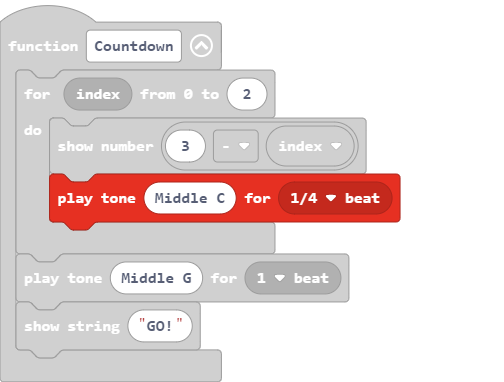 function Countdown
for index from 0 to 2
do
show number 3 - index
play tone Middle C for 1/4 beat
play tone Middle G for 1 beat
show string "GO!"